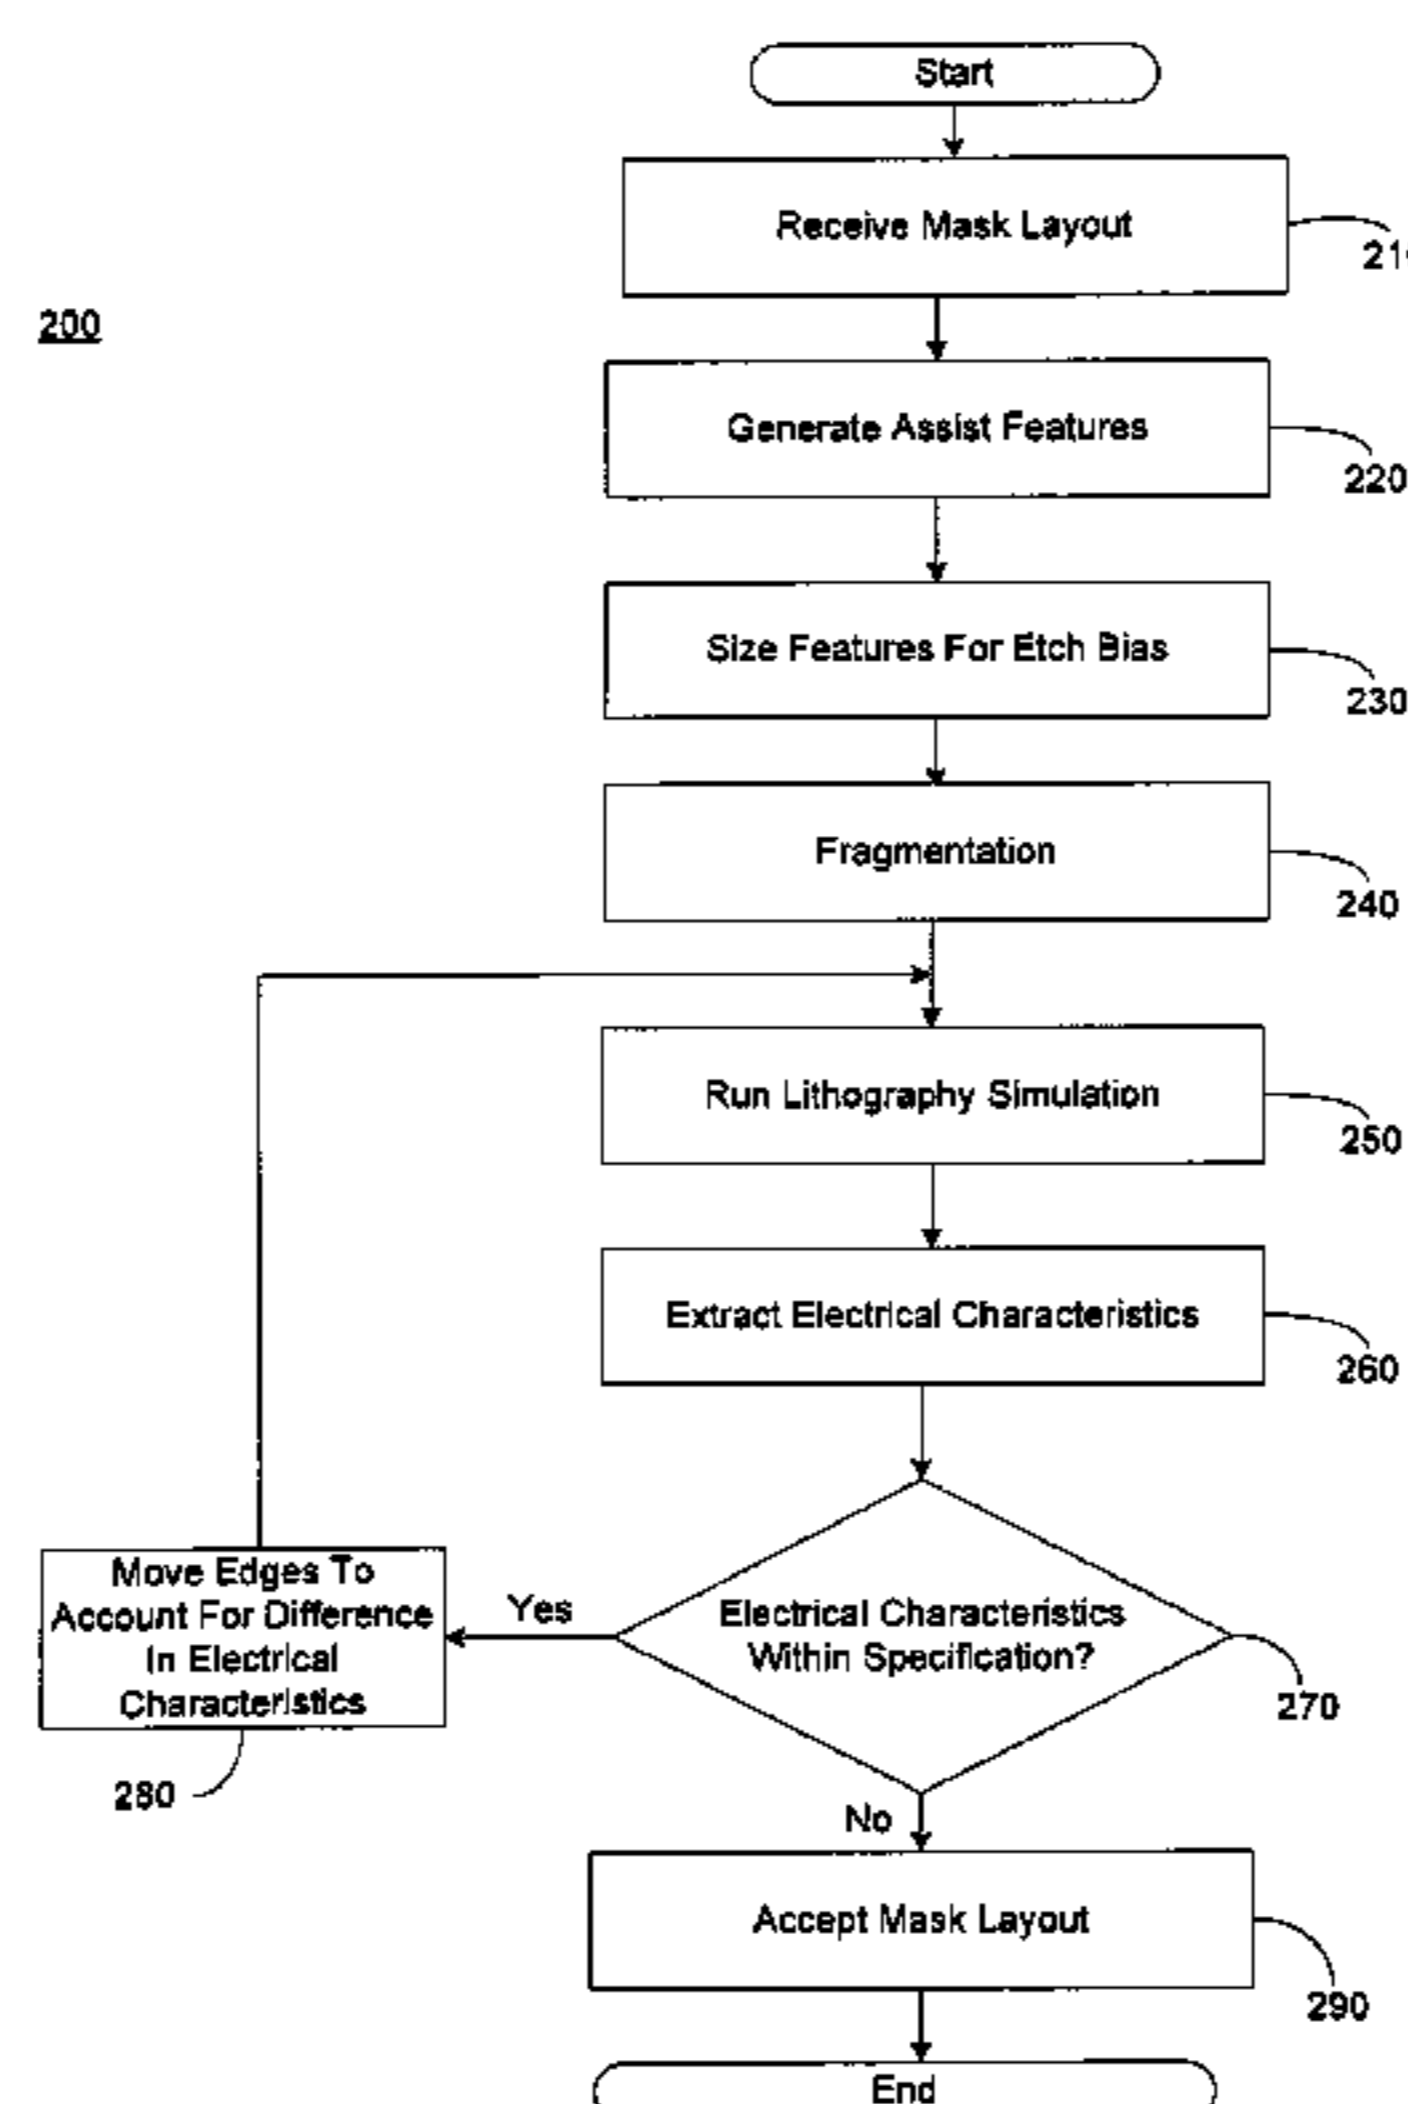 Start
Receive Mask Layout
200
Generate Assist Features
220
Size Features For Etch Bias
230
Fragmentation
240
Run Lithography Simulation
250
Extract Electrical Characteristics
260
Move Edges To
Account For Difference
In Electrical
Characteristics
Yes
Electrical Characteristics
Within Specification?
270
280
No
Accept Mask Layout
290
End